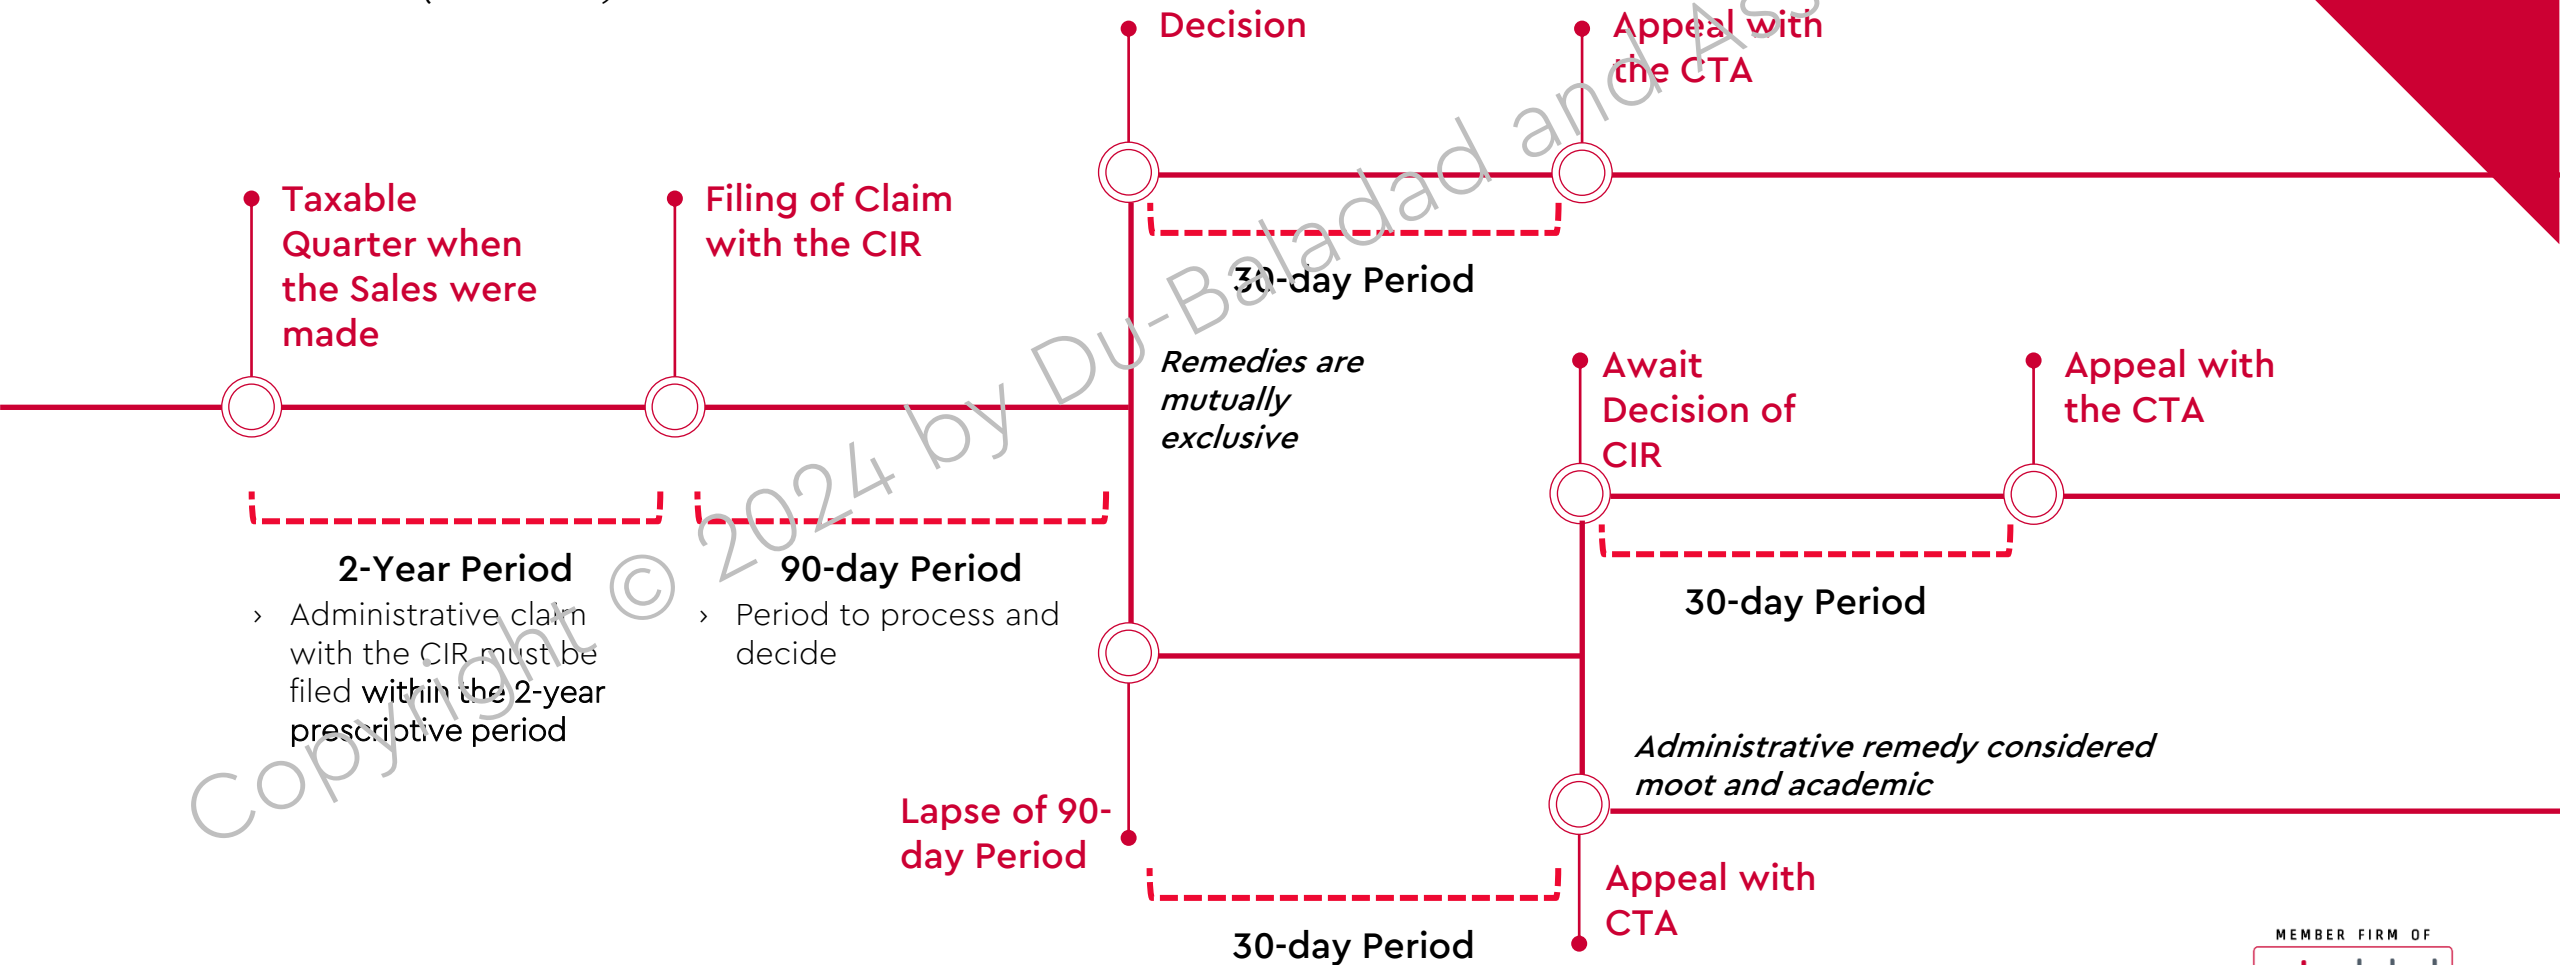 Decision
Appeal with
the CTA
Taxable
Quarter when
the Sales were
made
Filing of Claim
with the CIR
30-day Period
Remedies are
mutually
exclusive
Await
Decision of
CIR
Appeal with
the CTA
2-Year Period
› Administrative claim
with the CIR must be
filed within the 2-year
prescriptive period
90-day Period
› Period to process and
decide
30-day Period
Administrative remedy considered
moot and academic
Lapse of 90-
day Period
Appeal with
CTA
30-day Period
Copyright © 2024 by Du-Baladad and
MEMBER FIRM OF